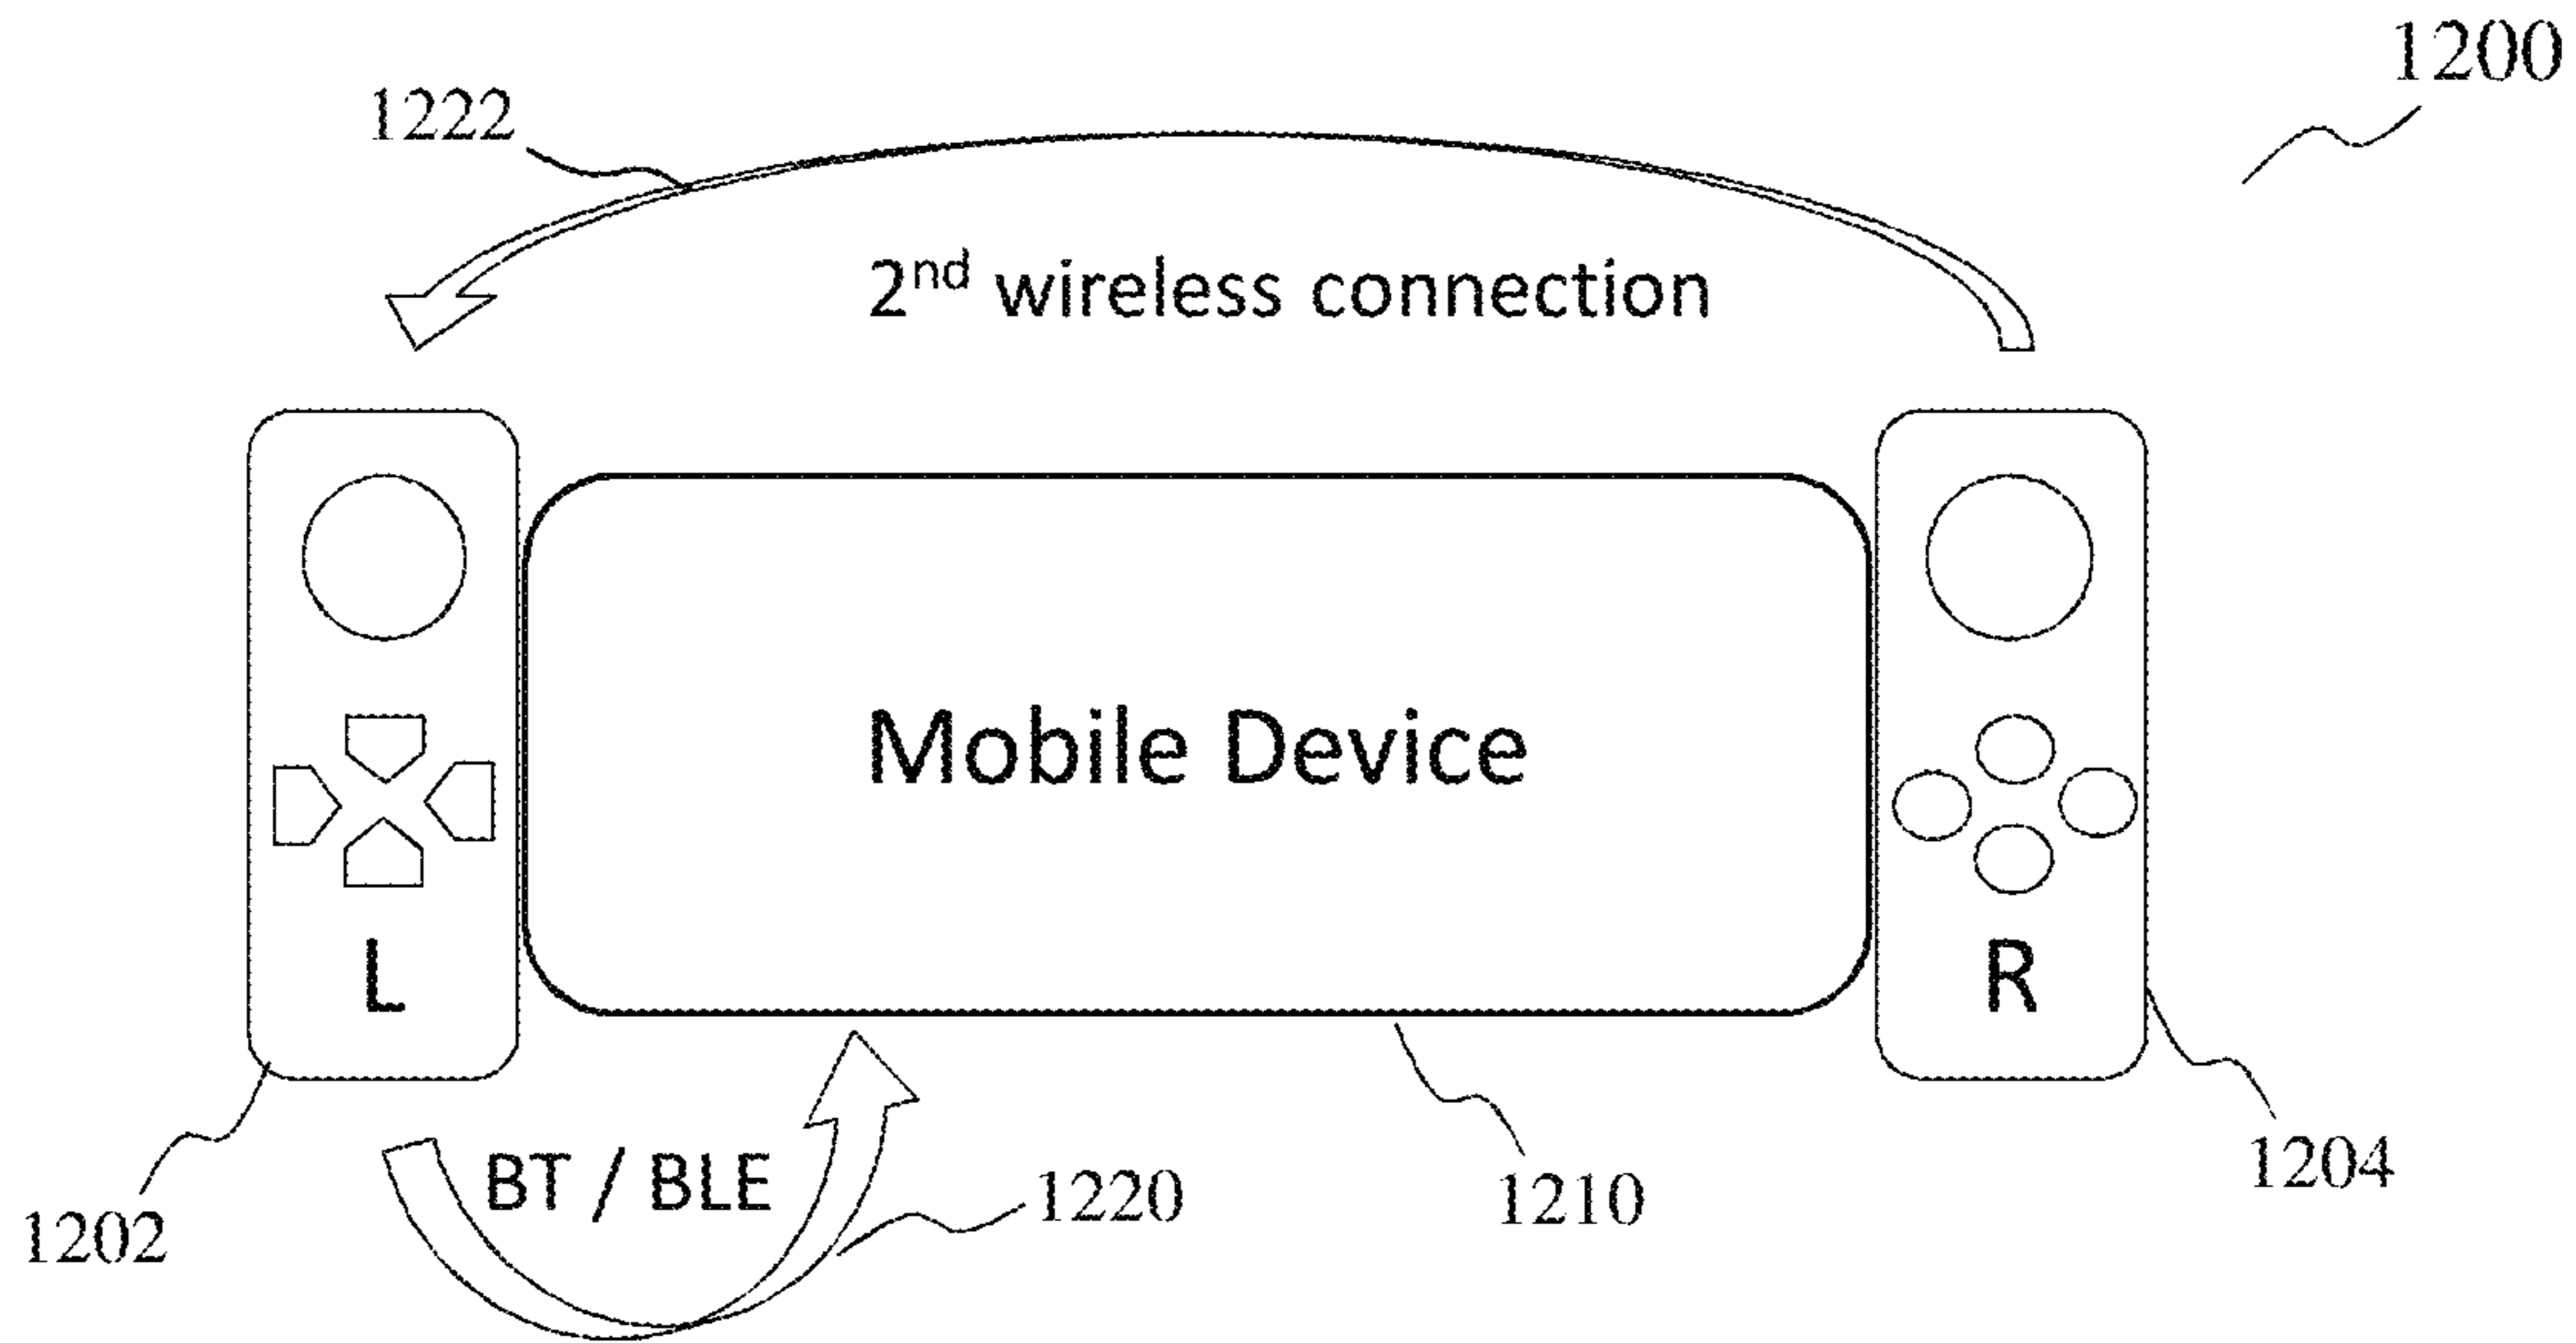 1200
1222
2nd wireless connection
Mobile Device
L
R
BT / BLE
1202
1220
1210
1204